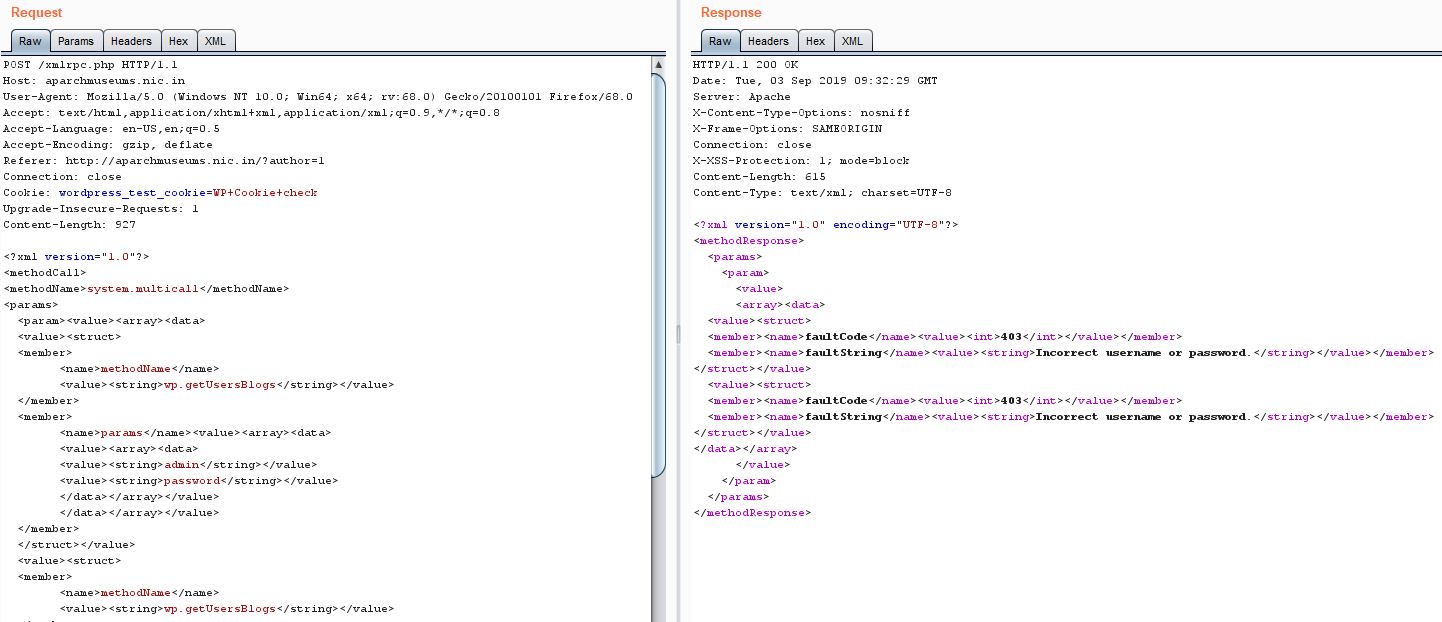 Request
Raw Params Headers Hex XML
POST /xmlrpc.php HTTP/1.1
Host: aparchmuseums.nic.in
User-Agent: Mozilla/5.0 (Windows NT 10.0; Win64; x64; rv:68.0) Gecko/20100101 Firefox/68.0
Accept: text/html,application/xhtml+xml,application/xml;q=0.9,*/*;q=0.8
Accept-Language: en-US,en;q=0.5
Accept-Encoding: gzip, deflate
Referer: http://aparchmuseums.nic.in/?author=1
Connection: close
Cookie: wordpress_test_cookie=WP+Cookie+check
Upgrade-Insecure-Requests: 1
Content-Length: 927
<?xml version="1.0"?>
<methodCall>
<methodName>system.multicall</methodName>
<params>
<param><value><array><data>
<value><struct>
<member>
<name>methodName</name>
<value><string>wp.getUsersBlogs</string></value>
</member>
<member>
<name>params</name><value><array><data>
<value><array><data>
<value><string>admin</string></value>
<value><string>password</string></value>
</data></array></value>
</data></array></value>
</member>
</struct></value>
<value><struct>
<member>
<name>methodName</name>
<value><string>wp.getUsersBlogs</string></value>
Response
Raw Headers Hex XML
HTTP/1.1 200 OK
Date: Tue, 03 Sep 2019 09:32:29 GMT
Server: Apache
X-Content-Type-Options: nosniff
X-Frame-Options: SAMEORIGIN
Connection: close
X-XSS-Protection: 1; mode=block
Content-Length: 615
Content-Type: text/xml; charset=UTF-8
<?xml version="1.0" encoding="UTF-8"?>
<methodResponse>
<params>
<param>
<value>
<array><data>
<value><struct>
<member><name>faultCode</name><value><int>403</int></value></member>
<member><name>faultString</name><value><string>Incorrect username or password.</string></value></member>
</struct></value>
<value><struct>
<member><name>faultCode</name><value><int>403</int></value></member>
<member><name>faultString</name><value><string>Incorrect username or password.</string></value></member>
</struct></value>
</data></array>
</value>
</param>
</params>
</methodResponse>